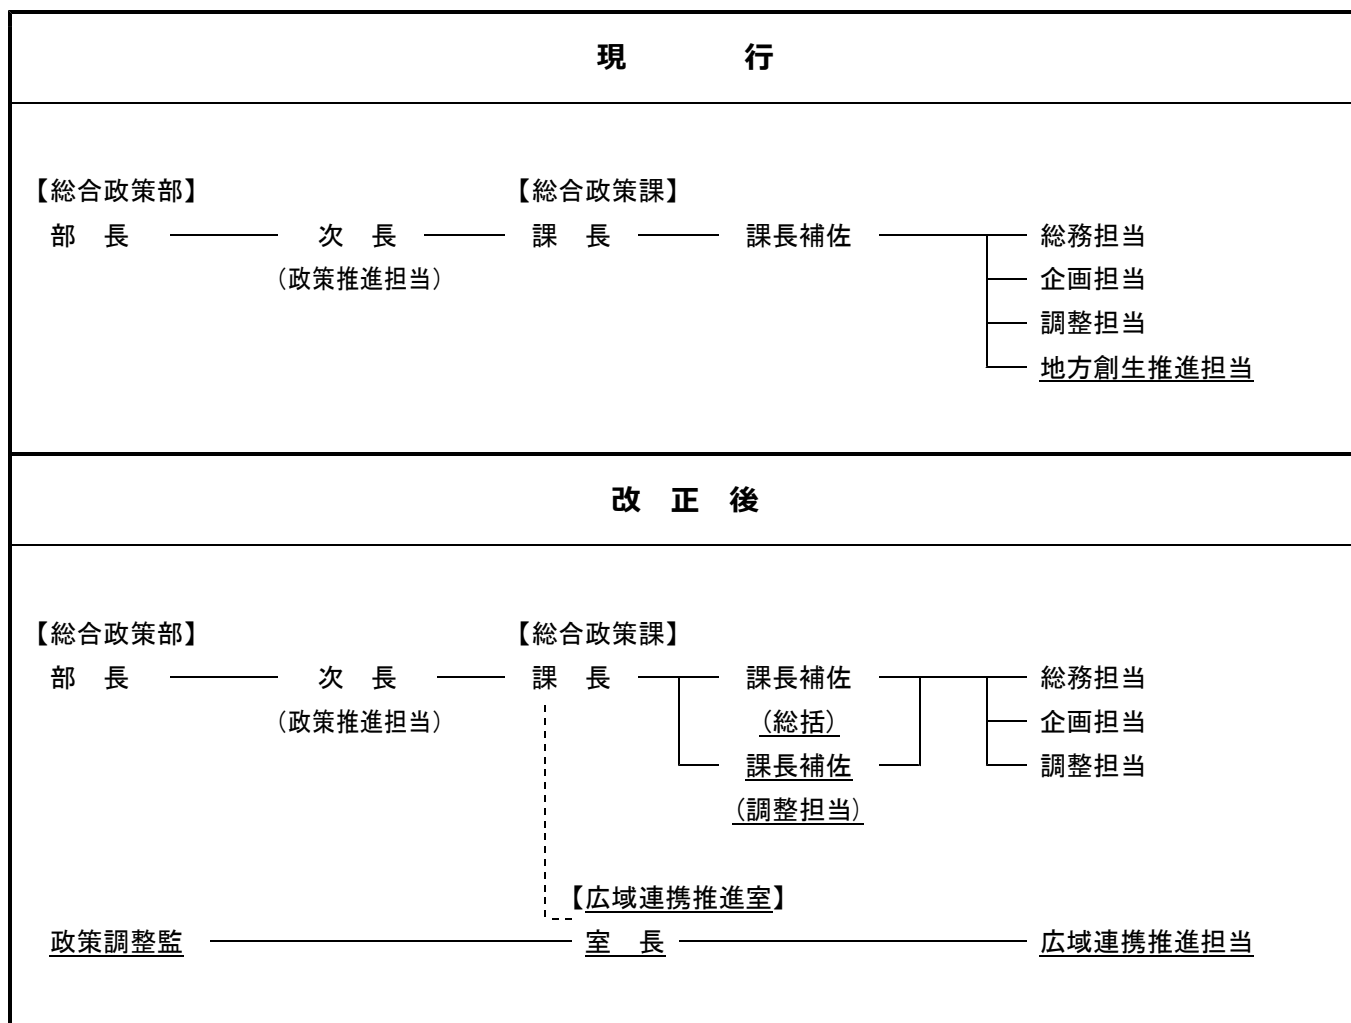 現 行
【総合政策部】 【総合政策課】
部 長 次 長 課 長 課長補佐 総務担当
(政策推進担当) 企画担当
調整担当
地方創生推進担当
改 正 後
【総合政策部】 【総合政策課】
部 長 次 長 課 長 課長補佐 総務担当
(政策推進担当) (総括) 企画担当
課長補佐 調整担当
(調整担当)
【広域連携推進室】
政策調整監 室 長 広域連携推進担当